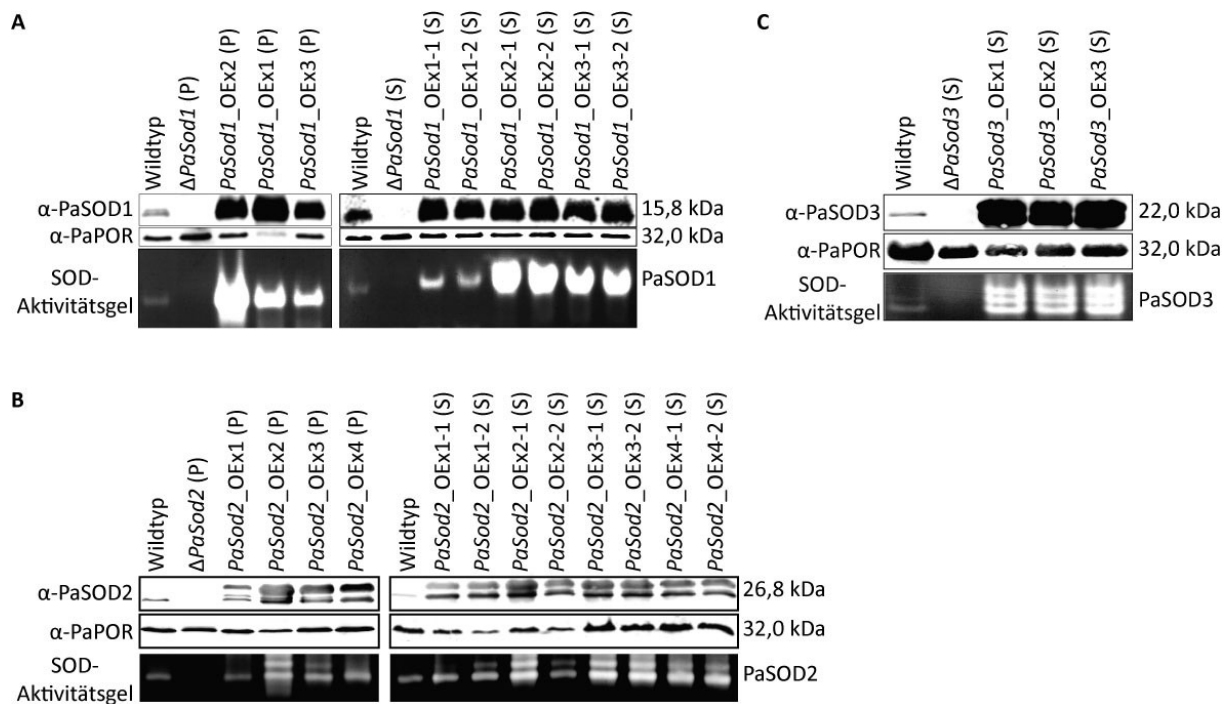 A
Wildtyp
ΔPaSod1 (P)
PaSod1_OEx2 (P)
PaSod1_OEx1 (P)
PaSod1_OEx3 (P)
Wildtyp
ΔPaSod1 (S)
PaSod1_OEx1-1 (S)
PaSod1_OEx1-2 (S)
PaSod1_OEx2-1 (S)
PaSod1_OEx2-2 (S)
PaSod1_OEx3-1 (S)
PaSod1_OEx3-2 (S)
α-PaSOD1
15,8 kDa
α-PaPOR
32,0 kDa
SOD-
Aktivitätsgel
PaSOD1
C
Wildtyp
ΔPaSod3 (S)
PaSod3_OEx1 (S)
PaSod3_OEx2 (S)
PaSod3_OEx3 (S)
α-PaSOD3
22,0 kDa
α-PaPOR
32,0 kDa
SOD-
Aktivitätsgel
PaSOD3
B
Wildtyp
ΔPaSod2 (P)
PaSod2_OEx1 (P)
PaSod2_OEx2 (P)
PaSod2_OEx3 (P)
PaSod2_OEx4 (P)
Wildtyp
PaSod2_OEx1-1 (S)
PaSod2_OEx1-2 (S)
PaSod2_OEx2-1 (S)
PaSod2_OEx2-2 (S)
PaSod2_OEx3-1 (S)
PaSod2_OEx3-2 (S)
PaSod2_OEx4-1 (S)
PaSod2_OEx4-2 (S)
α-PaSOD2
26,8 kDa
α-PaPOR
32,0 kDa
SOD-
Aktivitätsgel
PaSOD2